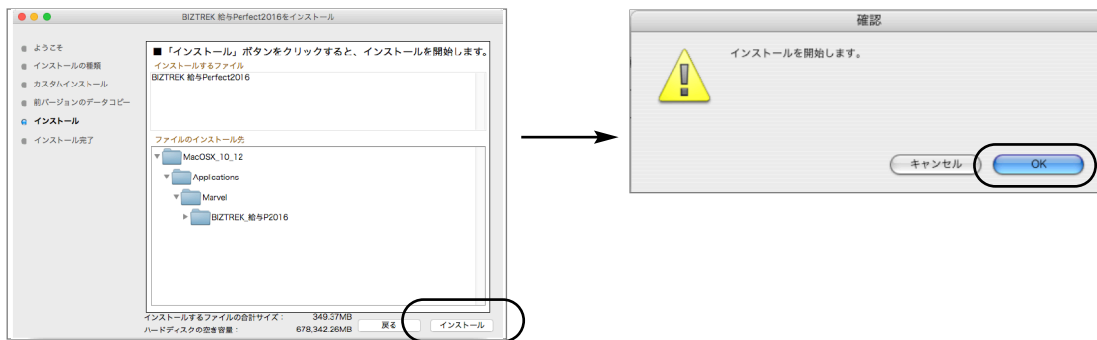 BIZTREK 給与Perfect2016をインストール
ようこそ
インストールの種類
カスタムインストール
前バージョンのデータコピー
インストール
インストール完了
■「インストール」ボタンをクリックすると、インストールを開始します。
インストールするファイル
BIZTREK 給与Perfect2016
ファイルのインストール先
MacOSX_10_12
Applications
Marvel
BIZTREK_給与P2016
インストールするファイルの合計サイズ： 349.37MB
ハードディスクの空き容量： 678,342.26MB
戻る
インストール
確認
インストールを開始します。
キャンセル
OK